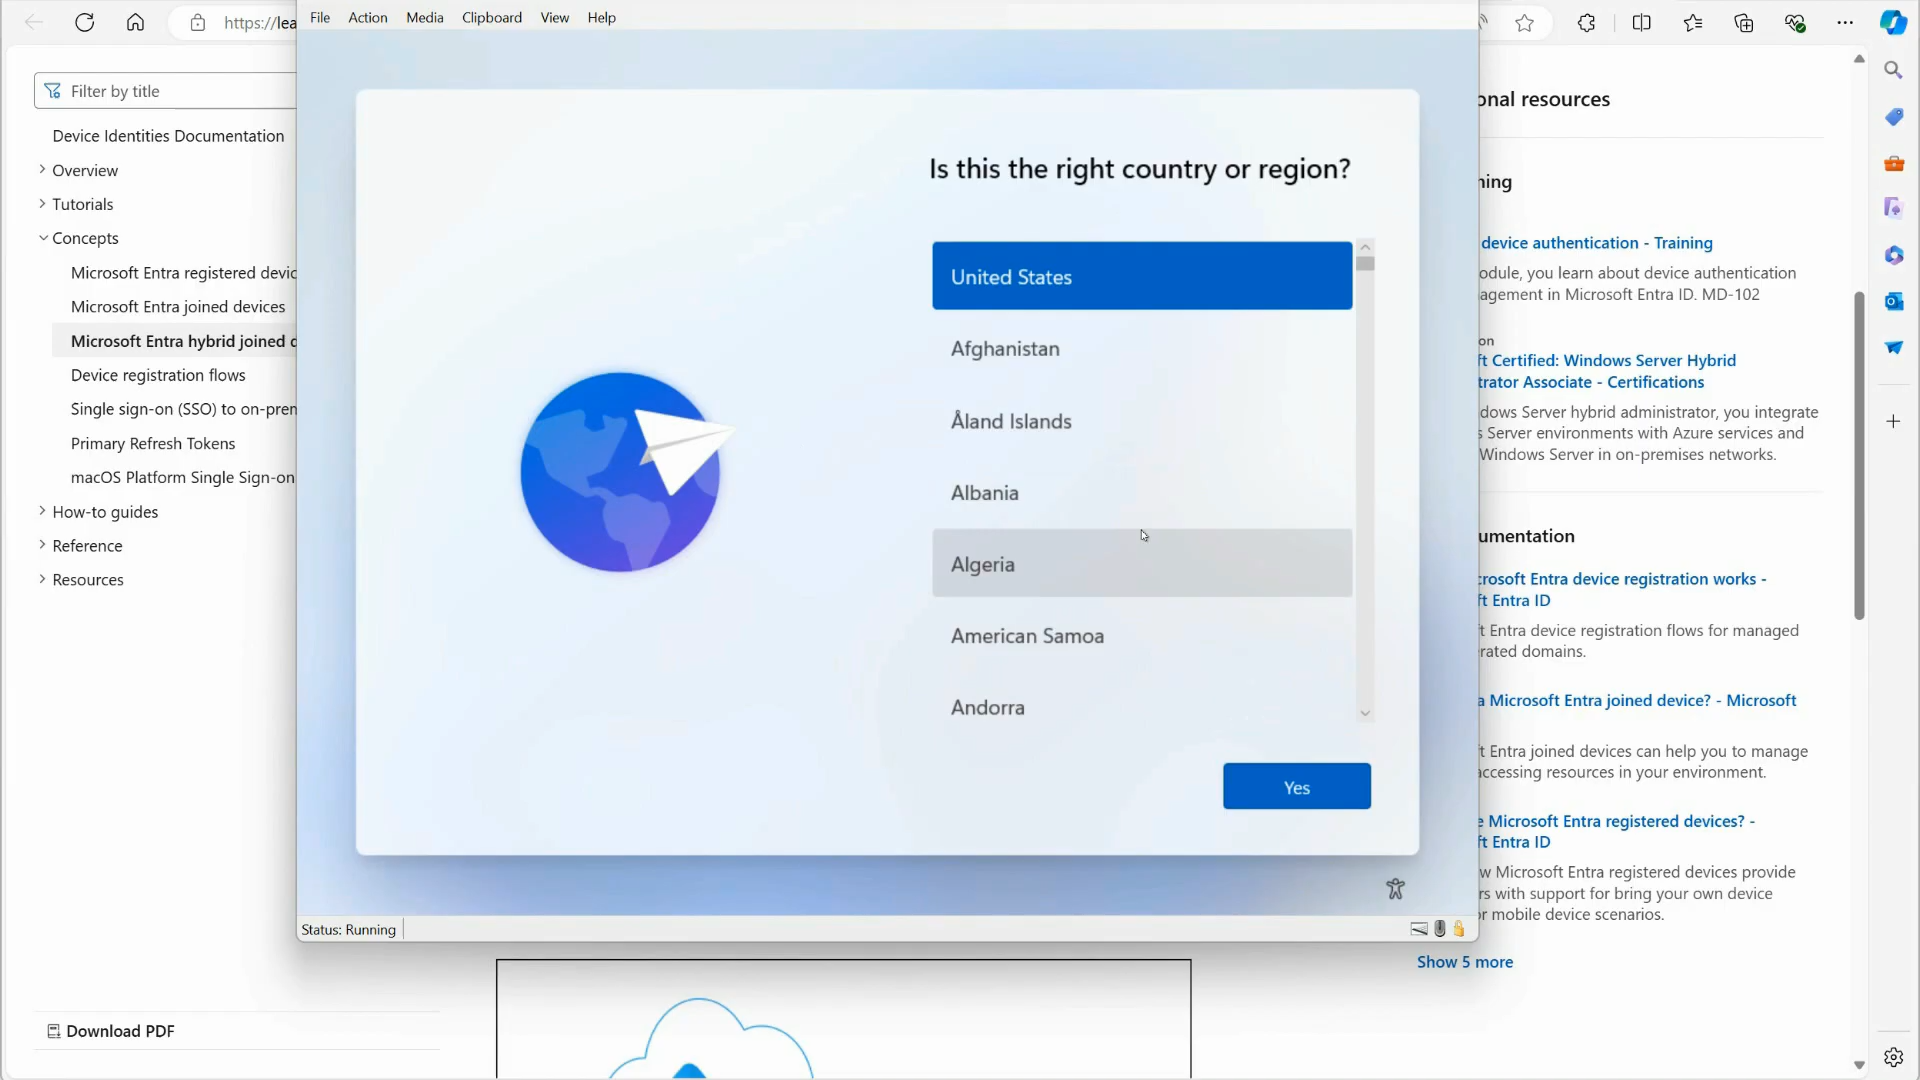 File Action Media Clipboard View Help
https://lea
Filter by title
Device Identities Documentation
Overview
Tutorials
Concepts
Microsoft Entra registered devic
Microsoft Entra joined devices
Microsoft Entra hybrid joined d
Device registration flows
Single sign-on (SSO) to on-pren
Primary Refresh Tokens
macOS Platform Single Sign-on
How-to guides
Reference
Resources
Download PDF
Is this the right country or region?
United States
Afghanistan
Åland Islands
Albania
Algeria
American Samoa
Andorra
Yes
Status: Running
onal resources
ning
device authentication - Training
odule, you learn about device authentication
agement in Microsoft Entra ID. MD-102
on
ft Certified: Windows Server Hybrid
trator Associate - Certifications
dows Server hybrid administrator, you integrate
s Server environments with Azure services and
Windows Server in on-premises networks.
umentation
crosoft Entra device registration works -
ft Entra ID
t Entra device registration flows for managed
rated domains.
a Microsoft Entra joined device? - Microsoft
t Entra joined devices can help you to manage
accessing resources in your environment.
e Microsoft Entra registered devices? -
ft Entra ID
w Microsoft Entra registered devices provide
rs with support for bring your own device
or mobile device scenarios.
Show 5 more